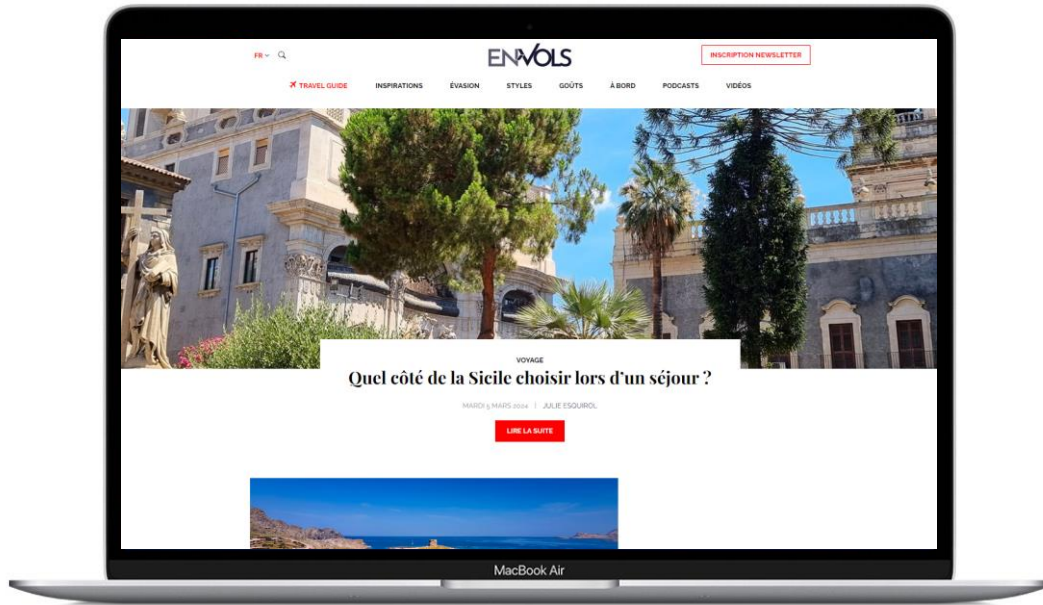 FR
ENVOLS
INSCRIPTION NEWSLETTER
TRAVEL GUIDE INSPIRATIONS ÉVASION STYLES GOÛTS À BORD PODCASTS VIDÉOS
VOYAGE
Quel côté de la Sicile choisir lors d'un séjour ?
MARDI 5 MARS 2024 | JULIE ESQUIROL
LIRE LA SUITE
MacBook Air